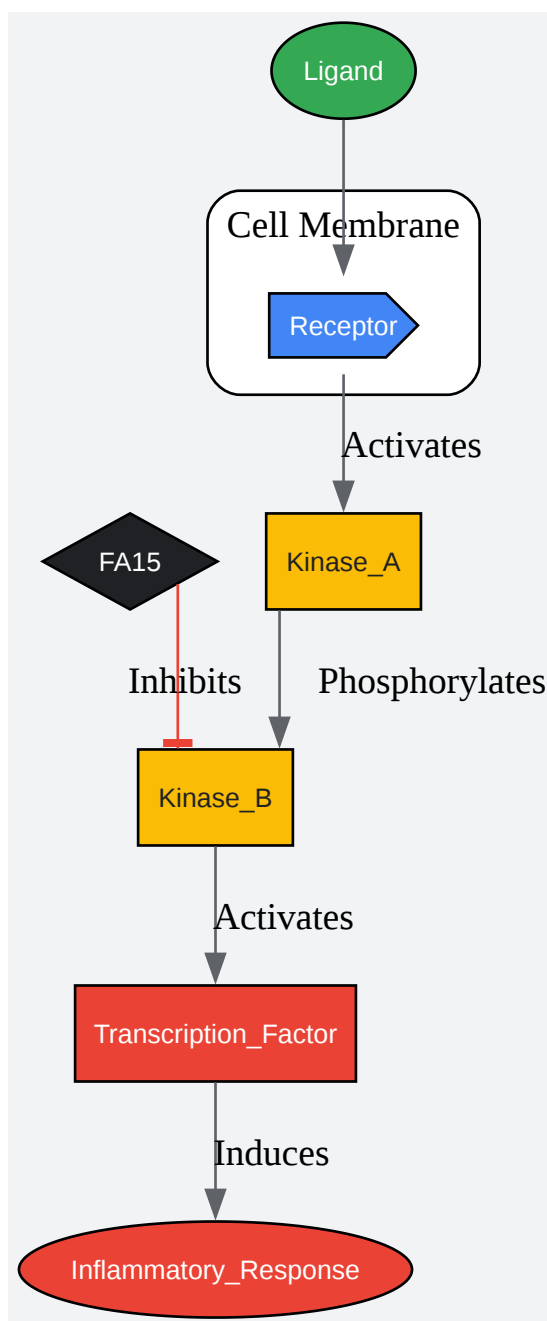 Ligand
Cell Membrane
Receptor
Activates
FA15
Kinase_A
Inhibits
Phosphorylates
Kinase_B
Activates
Transcription_Factor
Induces
Inflammatory_Response